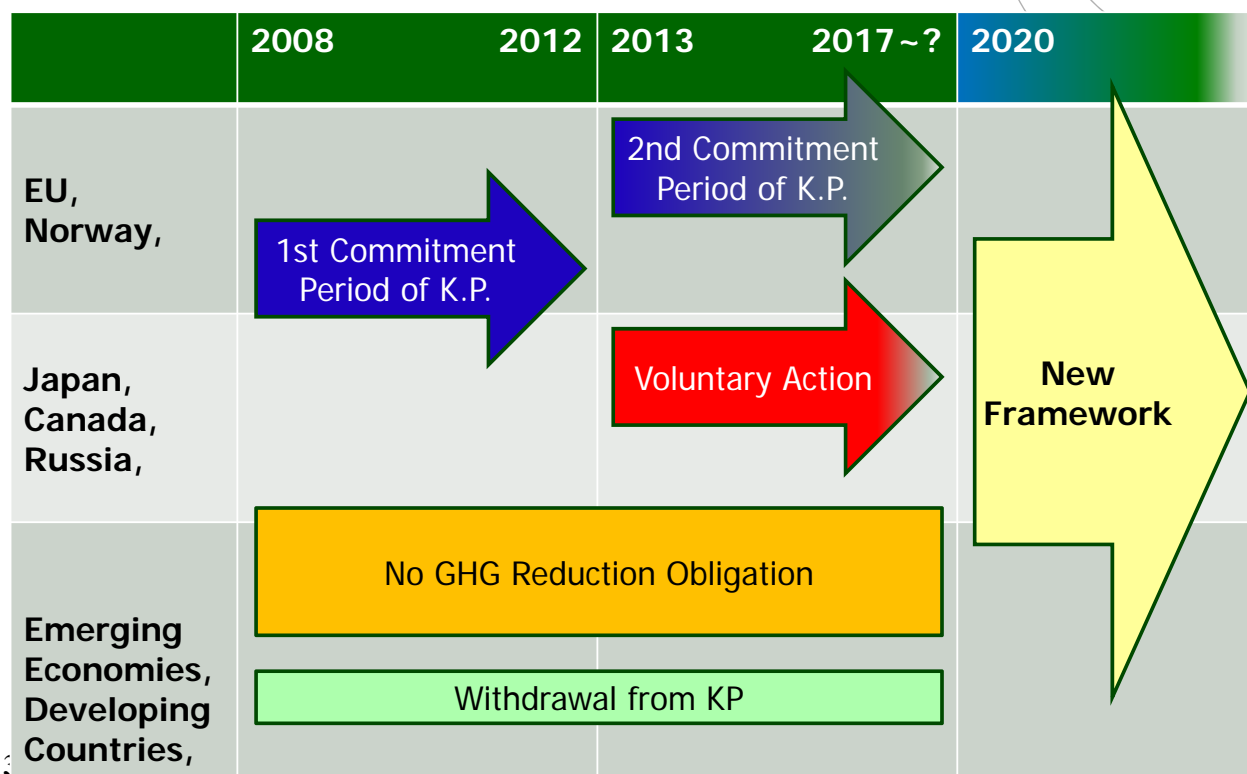 2008 2012 2013 2017~? 2020
EU,
Norway,
1st Commitment
Period of K.P.
2nd Commitment
Period of K.P.
Japan,
Canada,
Russia,
Voluntary Action
New
Framework
Emerging
Economies,
Developing
Countries,
No GHG Reduction Obligation
Withdrawal from KP